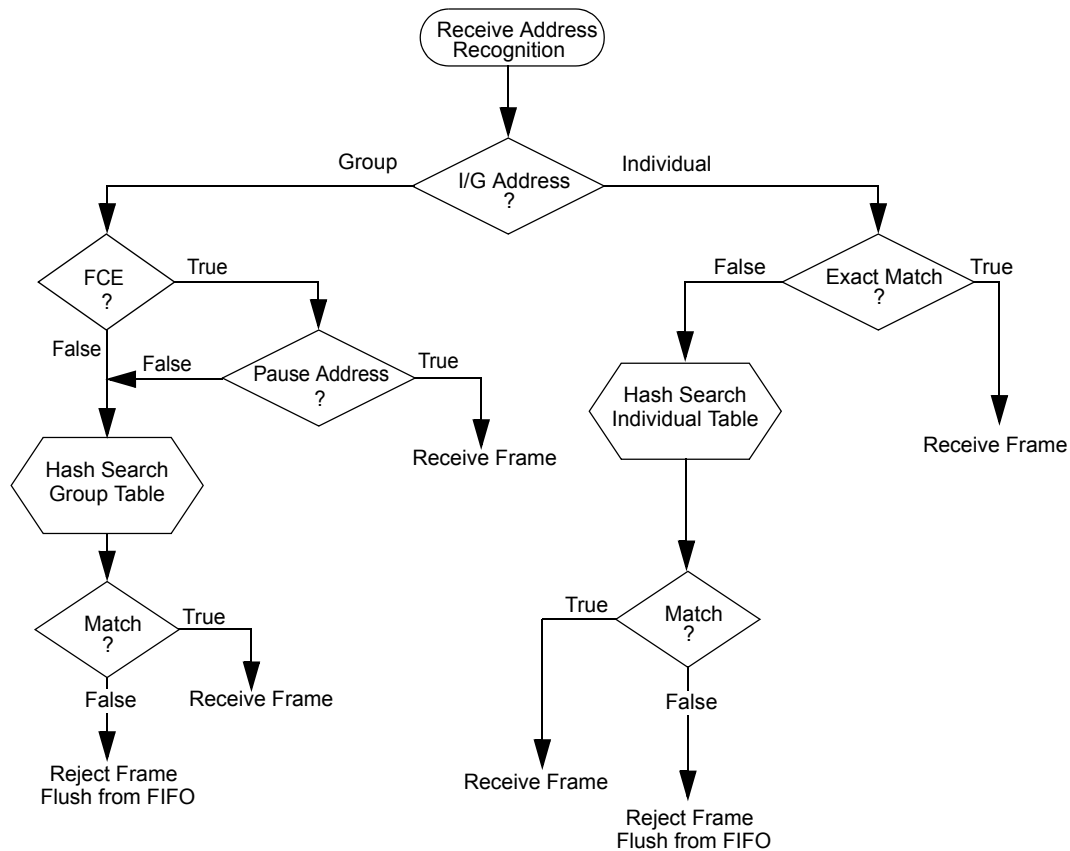 Receive Address
Recognition
Group
I/G Address
?
Individual
FCE
?
True
False
Exact Match
?
True
False
False
Pause Address
?
True
Hash Search
Individual Table
Receive Frame
Receive Frame
Hash Search
Group Table
Match
?
True
True
Match
?
False
Receive Frame
False
Reject Frame
Flush from FIFO
Receive Frame
Reject Frame
Flush from FIFO